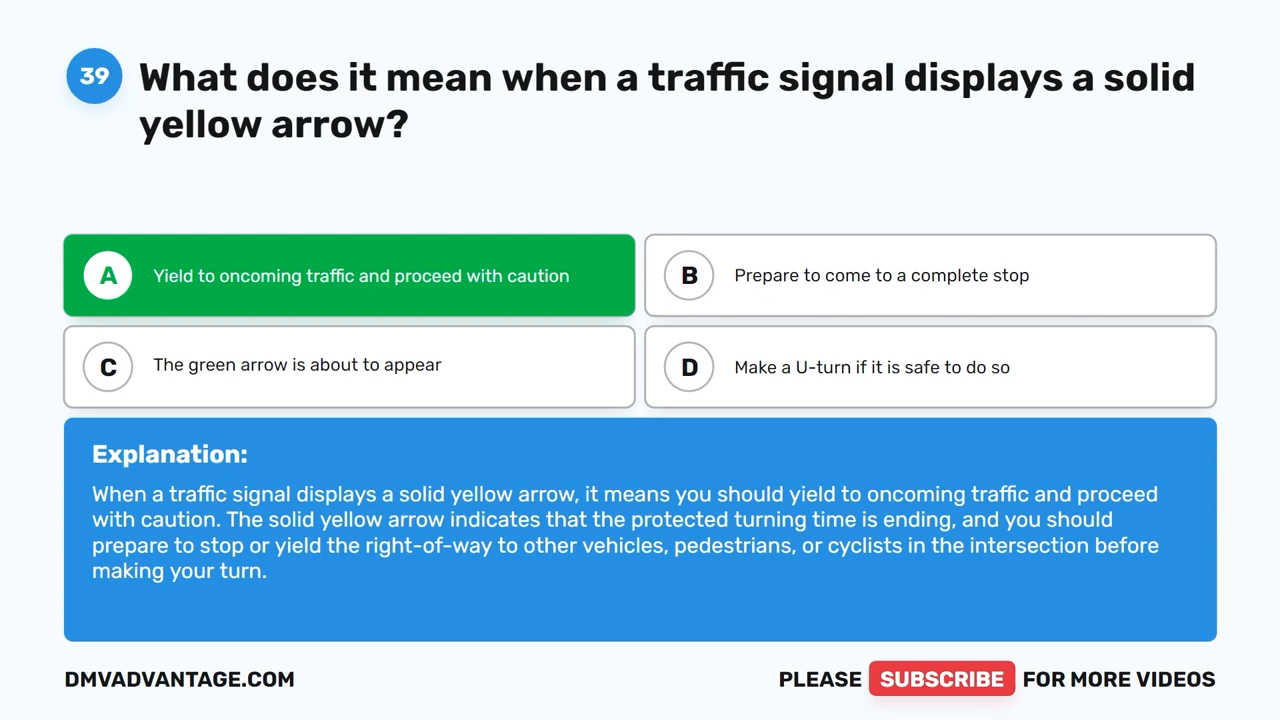 39
What does it mean when a traffic signal displays a solid
yellow arrow?
A
Yield to oncoming traffic and proceed with caution
B
Prepare to come to a complete stop
C
The green arrow is about to appear
D
Make a U-turn if it is safe to do so
Explanation:
When a traffic signal displays a solid yellow arrow, it means you should yield to oncoming traffic and proceed
with caution. The solid yellow arrow indicates that the protected turning time is ending, and you should
prepare to stop or yield the right-of-way to other vehicles, pedestrians, or cyclists in the intersection before
making your turn.
DMVADVANTAGE.COM
PLEASE SUBSCRIBE FOR MORE VIDEOS